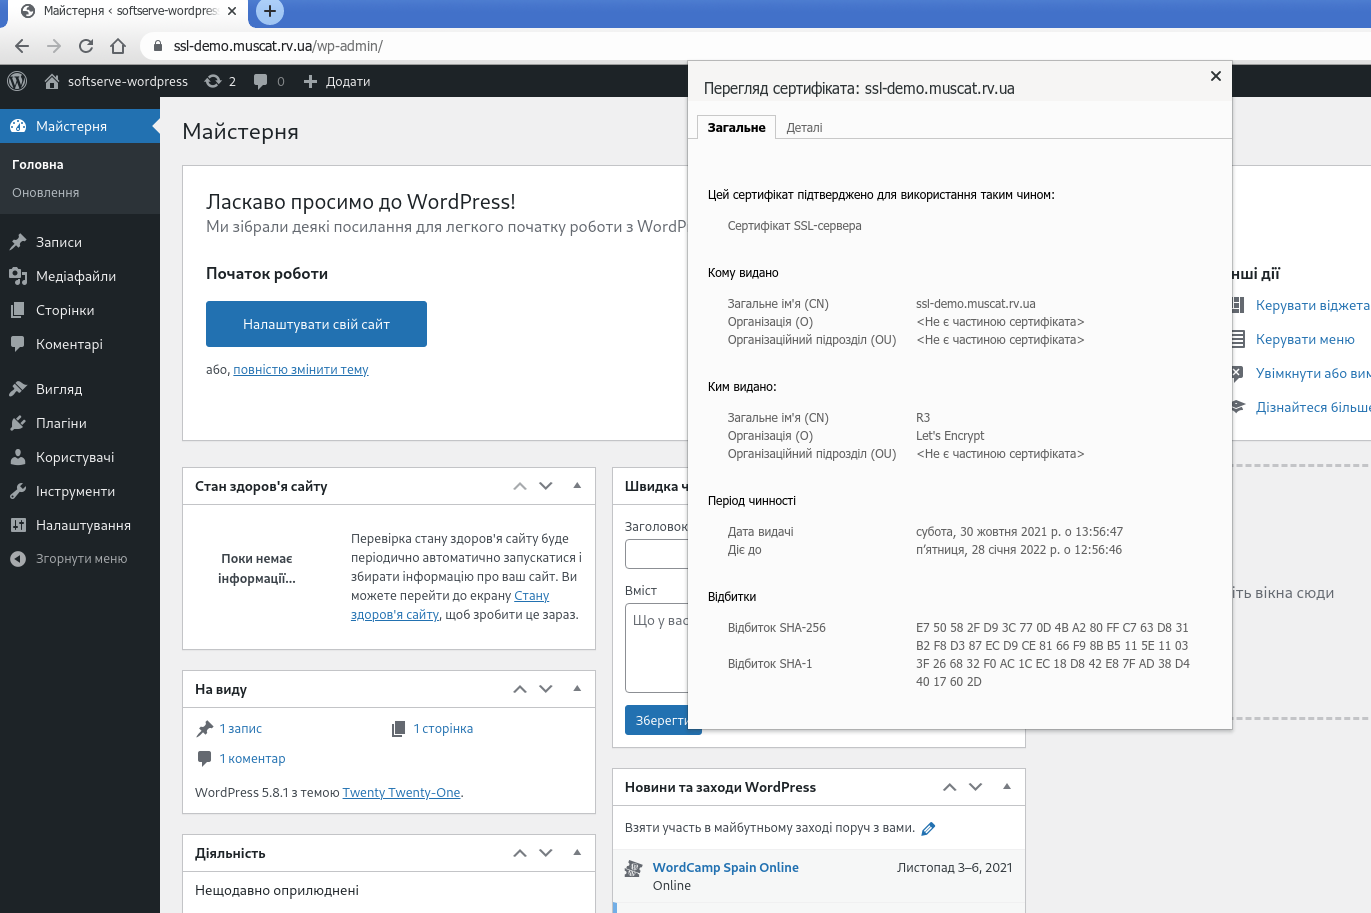 Майстерня < softserve-wordpres
ssl-demo.muscat.rv.ua/wp-admin/
softserve-wordpress 2 0 Додати
Майстерня
Головна
Оновлення
Записи
Медіафайли
Сторінки
Коментарі
Вигляд
Плагіни
Користувачі
Інструменти
Налаштування
Згорнути меню
Майстерня
Ласкаво просимо до WordPress!
Ми зібрали деякі посилання для легкого початку роботи з WordP
Початок роботи
Налаштувати свій сайт
або, повністю змінити тему
нші дії
Керувати віджета
Керувати меню
Увімкнути або вим
Дізнайтеся більше
Стан здоров'я сайту
Поки немає
інформації...
Перевірка стану здоров'я сайту буде
періодично автоматично запускатися і
збирати інформацію про ваш сайт. Ви
можете перейти до екрану Стану
здоров'я сайту, щоб зробити це зараз.
На виду
1 запис
1 сторінка
1 коментар
WordPress 5.8.1 з темою Twenty Twenty-One.
Діяльність
Нещодавно оприлюднені
Швидка ч
Заголовок
Вміст
Що у вас
Зберегти
Новини та заходи WordPress
Взяти участь в майбутньому заході поруч з вами.
WordCamp Spain Online Листопад 3–6, 2021
Online
іть вікна сюди
Перегляд сертифіката: ssl-demo.muscat.rv.ua
Загальне Деталі
Цей сертифікат підтверджено для використання таким чином:
Сертифікат SSL-сервера
Кому видано
Загальне ім'я (CN) ssl-demo.muscat.rv.ua
Організація (O) <Не є частиною сертифіката>
Організаційний підрозділ (OU) <Не є частиною сертифіката>
Ким видано:
Загальне ім'я (CN) R3
Організація (O) Let's Encrypt
Організаційний підрозділ (OU) <Не є частиною сертифіката>
Період чинності
Дата видачі субота, 30 жовтня 2021 р. о 13:56:47
Діє до п’ятниця, 28 січня 2022 р. о 12:56:46
Відбитки
Відбиток SHA-256 E7 50 58 2F D9 3C 77 0D 4B A2 80 FF C7 63 D8 31
B2 F8 D3 87 EC D9 CE 81 66 F9 8B B5 11 5E 11 03
Відбиток SHA-1 3F 26 68 32 F0 AC 1C EC 18 D8 42 E8 7F AD 38 D4
40 17 60 2D